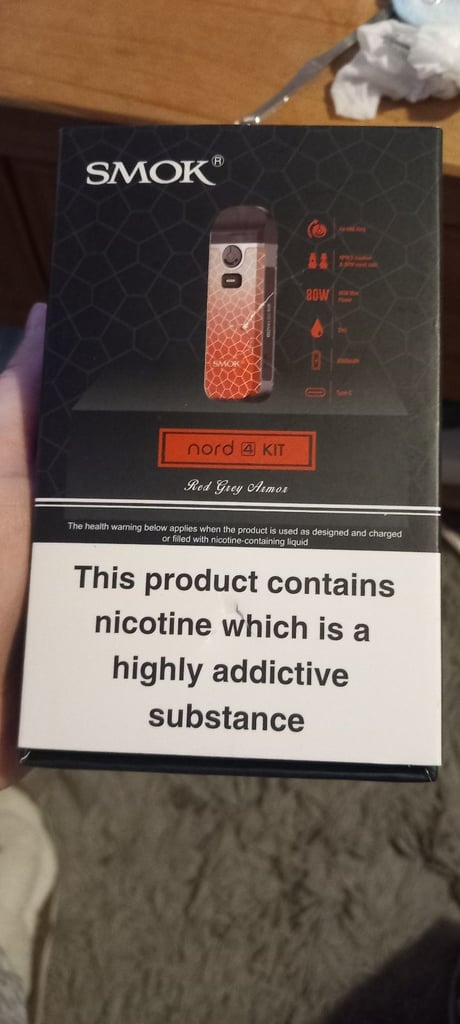 SMOK®
80W
2ml
Type-C
SMOK
nord 4 KIT
Red Grey Armor
The health warning below applies when the product is used as designed and charged
or filled with nicotine-containing liquid
This product contains
nicotine which is a
highly addictive
substance